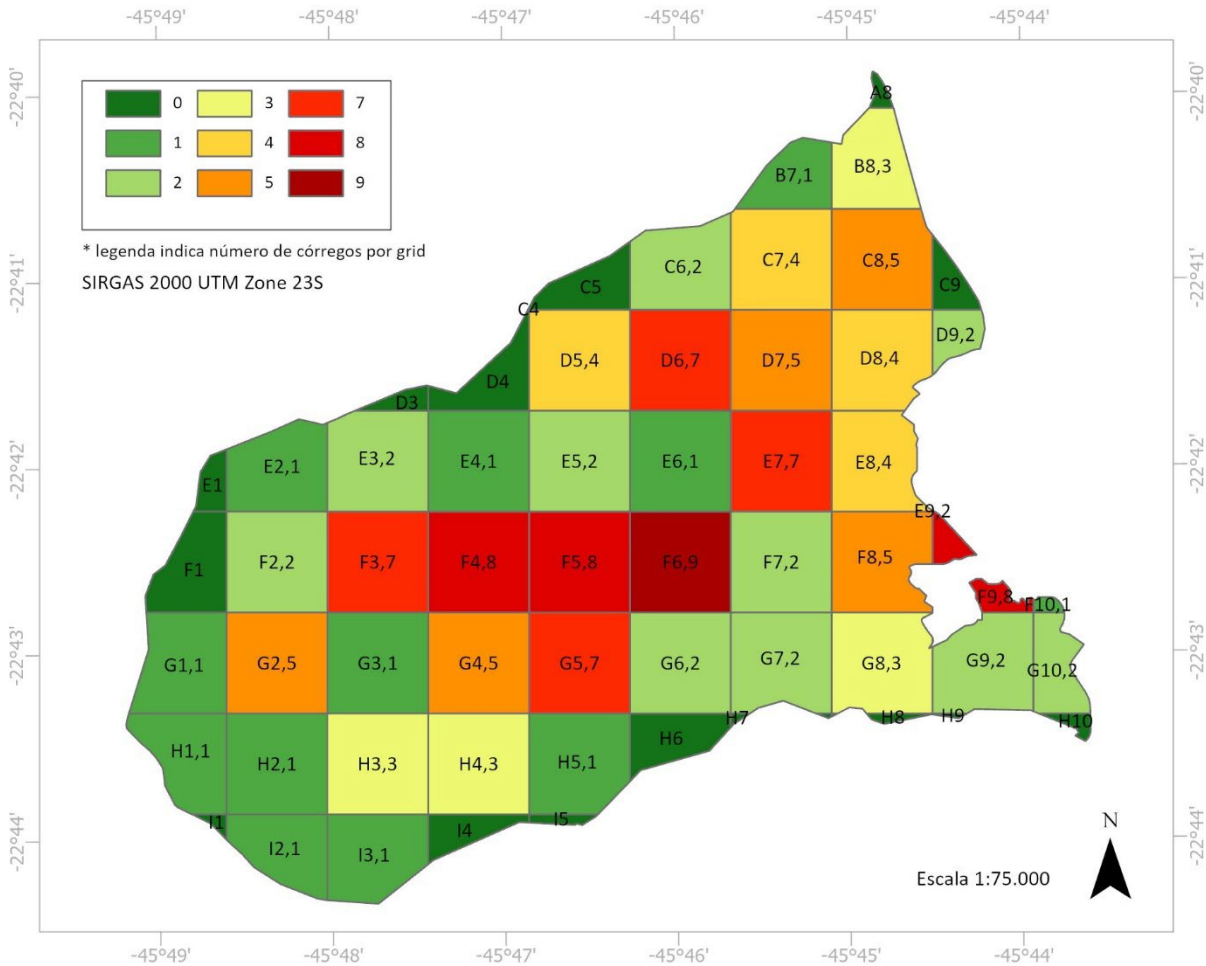 -45°49' -45°48' -45°47' -45°46' -45°45' -45°44'
-22°40' -22°40'
A8
0 3 7
1 4 8
2 5 9
B7,1 B8,3
* legenda indica número de córregos por grid
SIRGAS 2000 UTM Zone 23S
-22°41' -22°41'
C4 C5 C6,2 C7,4 C8,5 C9
D3 D4 D5,4 D6,7 D7,5 D8,4 D9,2
-22°42' -22°42'
E1 E2,1 E3,2 E4,1 E5,2 E6,1 E7,7 E8,4 E9,2
F1 F2,2 F3,7 F4,8 F5,8 F6,9 F7,2 F8,5 F9,8 F10,1
-22°43' -22°43'
G1,1 G2,5 G3,1 G4,5 G5,7 G6,2 G7,2 G8,3 G9,2 G10,2
H1,1 H2,1 H3,3 H4,3 H5,1 H6 H7 H8 H9 H10
-22°44' -22°44'
I1 I2,1 I3,1 I4 I5
N
Escala 1:75.000
-45°49' -45°48' -45°47' -45°46' -45°45' -45°44'